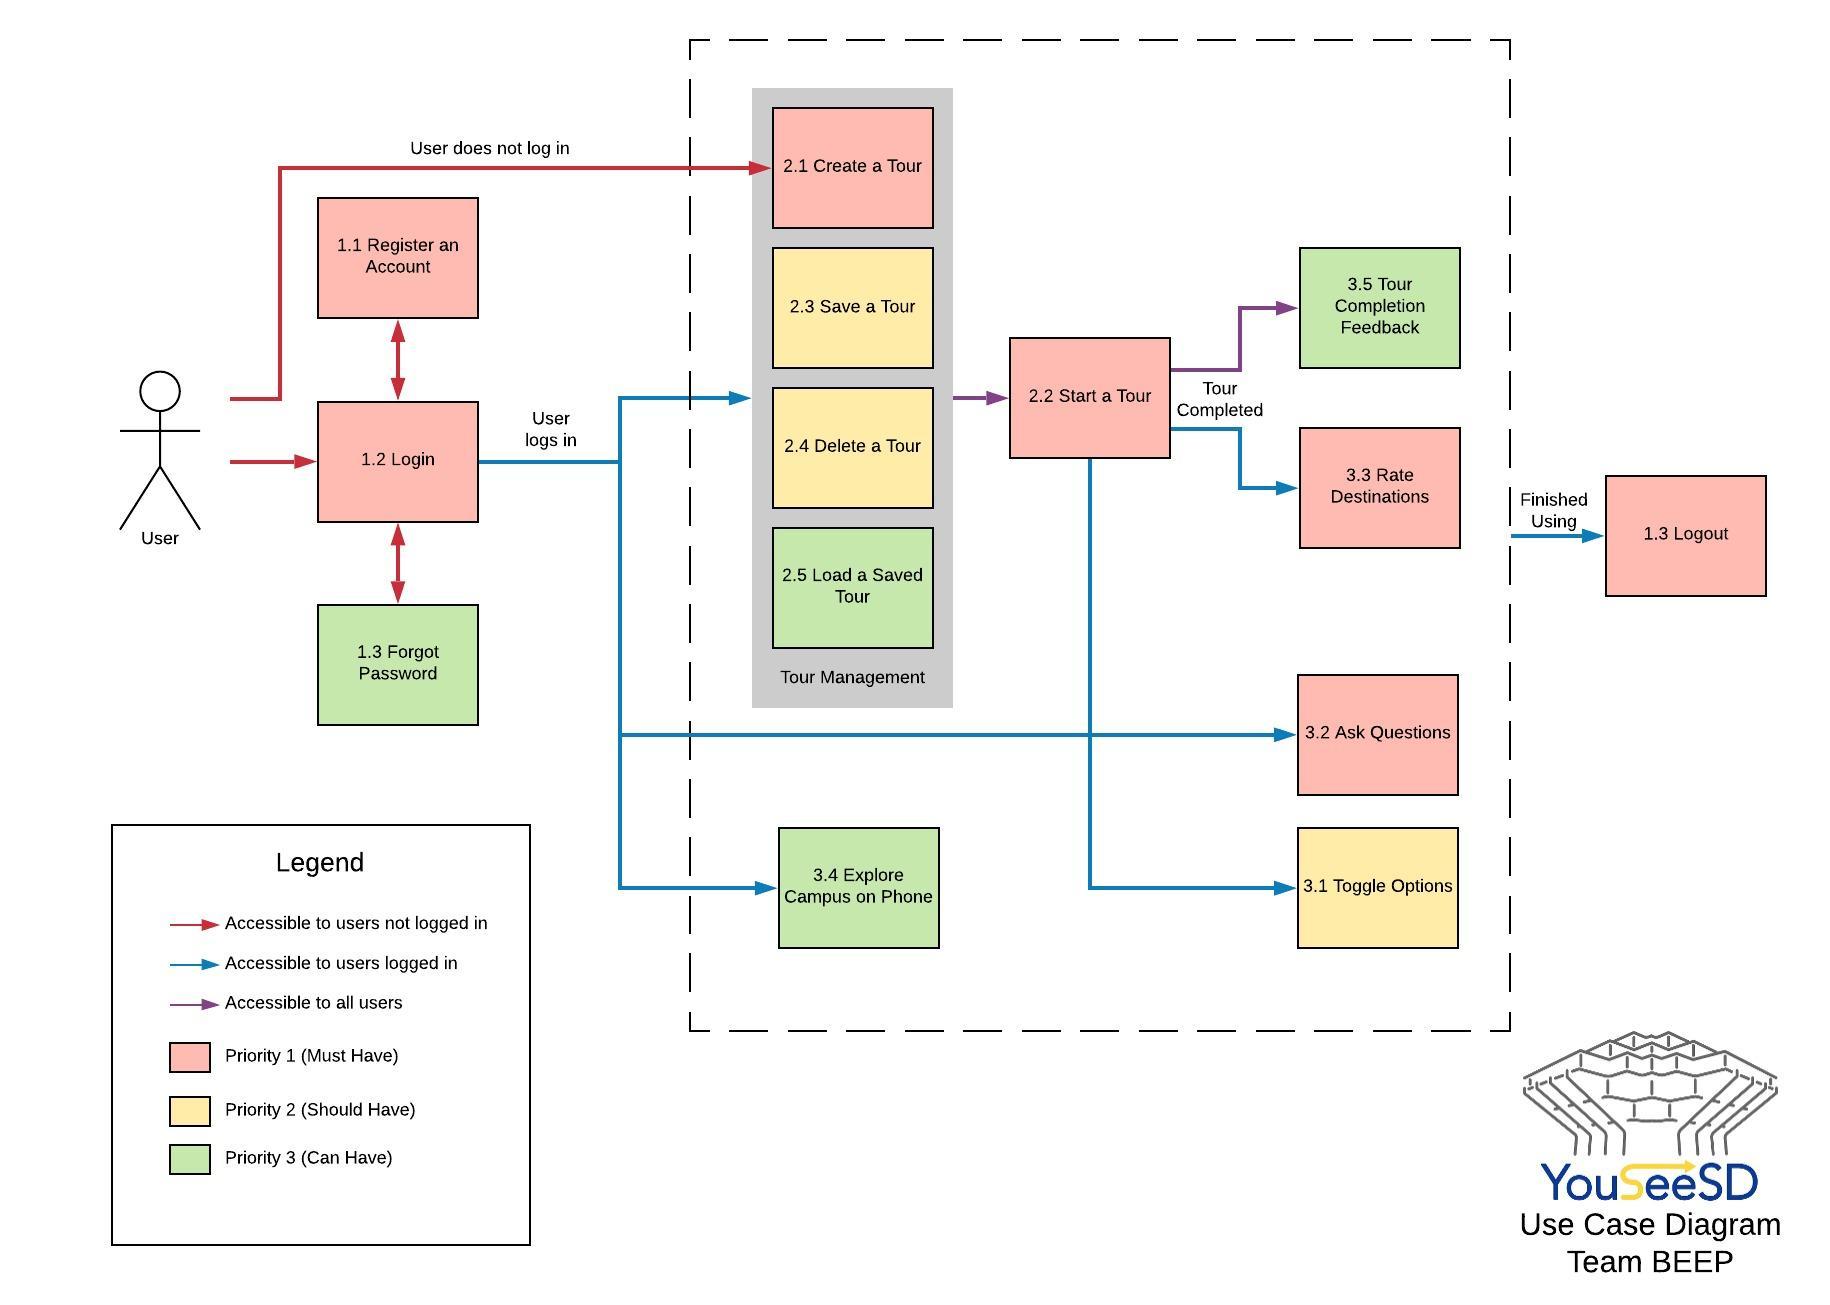 User does not log in
2.1 Create a Tour
1.1 Register an
Account
2.3 Save a Tour
3.5 Tour
Completion
Feedback
2.2 Start a Tour
Tour
Completed
User
logs in
1.2 Login
2.4 Delete a Tour
3.3 Rate
Destinations
Finished
Using
1.3 Logout
User
2.5 Load a Saved
Tour
1.3 Forgot
Password
Tour Management
3.2 Ask Questions
3.4 Explore
Campus on Phone
3.1 Toggle Options
Legend
Accessible to users not logged in
Accessible to users logged in
Accessible to all users
Priority 1 (Must Have)
Priority 2 (Should Have)
Priority 3 (Can Have)
YouSeeSD
Use Case Diagram
Team BEEP